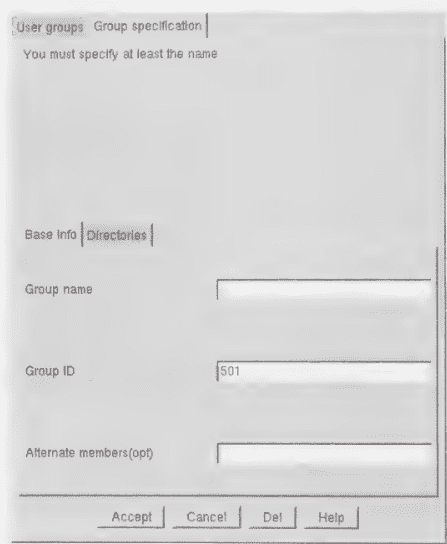 User groups Group specification
You must specify at least the name
Base info Directories
Group name
Group ID 501
Alternate members(opt)
Accept Cancel Del Help